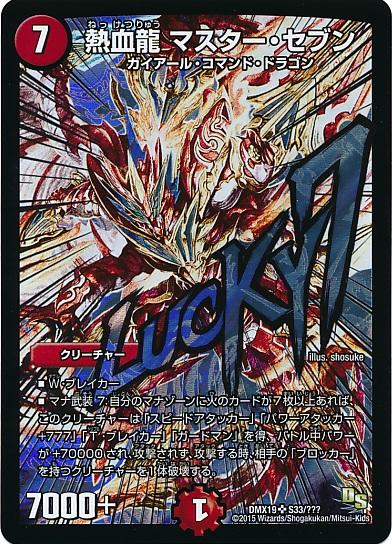 7
ねっけつりゅう
熱血龍 マスター・セブン
ガイアール・コマンド・ドラゴン
LUCKY7
illus. shosuke
クリーチャー
■W・ブレイカー
■マナ武装 7:自分のマナゾーンに火のカードが7枚以上あれば、
このクリーチャーは「スピードアタッカー」「パワーアタッカー
+777」「T・ブレイカー」「ガードマン」を得、バトル中パワー
が+70000され、攻撃されず、攻撃する時、相手の「ブロッカー」
を持つクリーチャーを1体破壊する。
7000+
1
DS
DMX19 S33/???
©2015 Wizards/Shogakukan/Mitsui-Kids